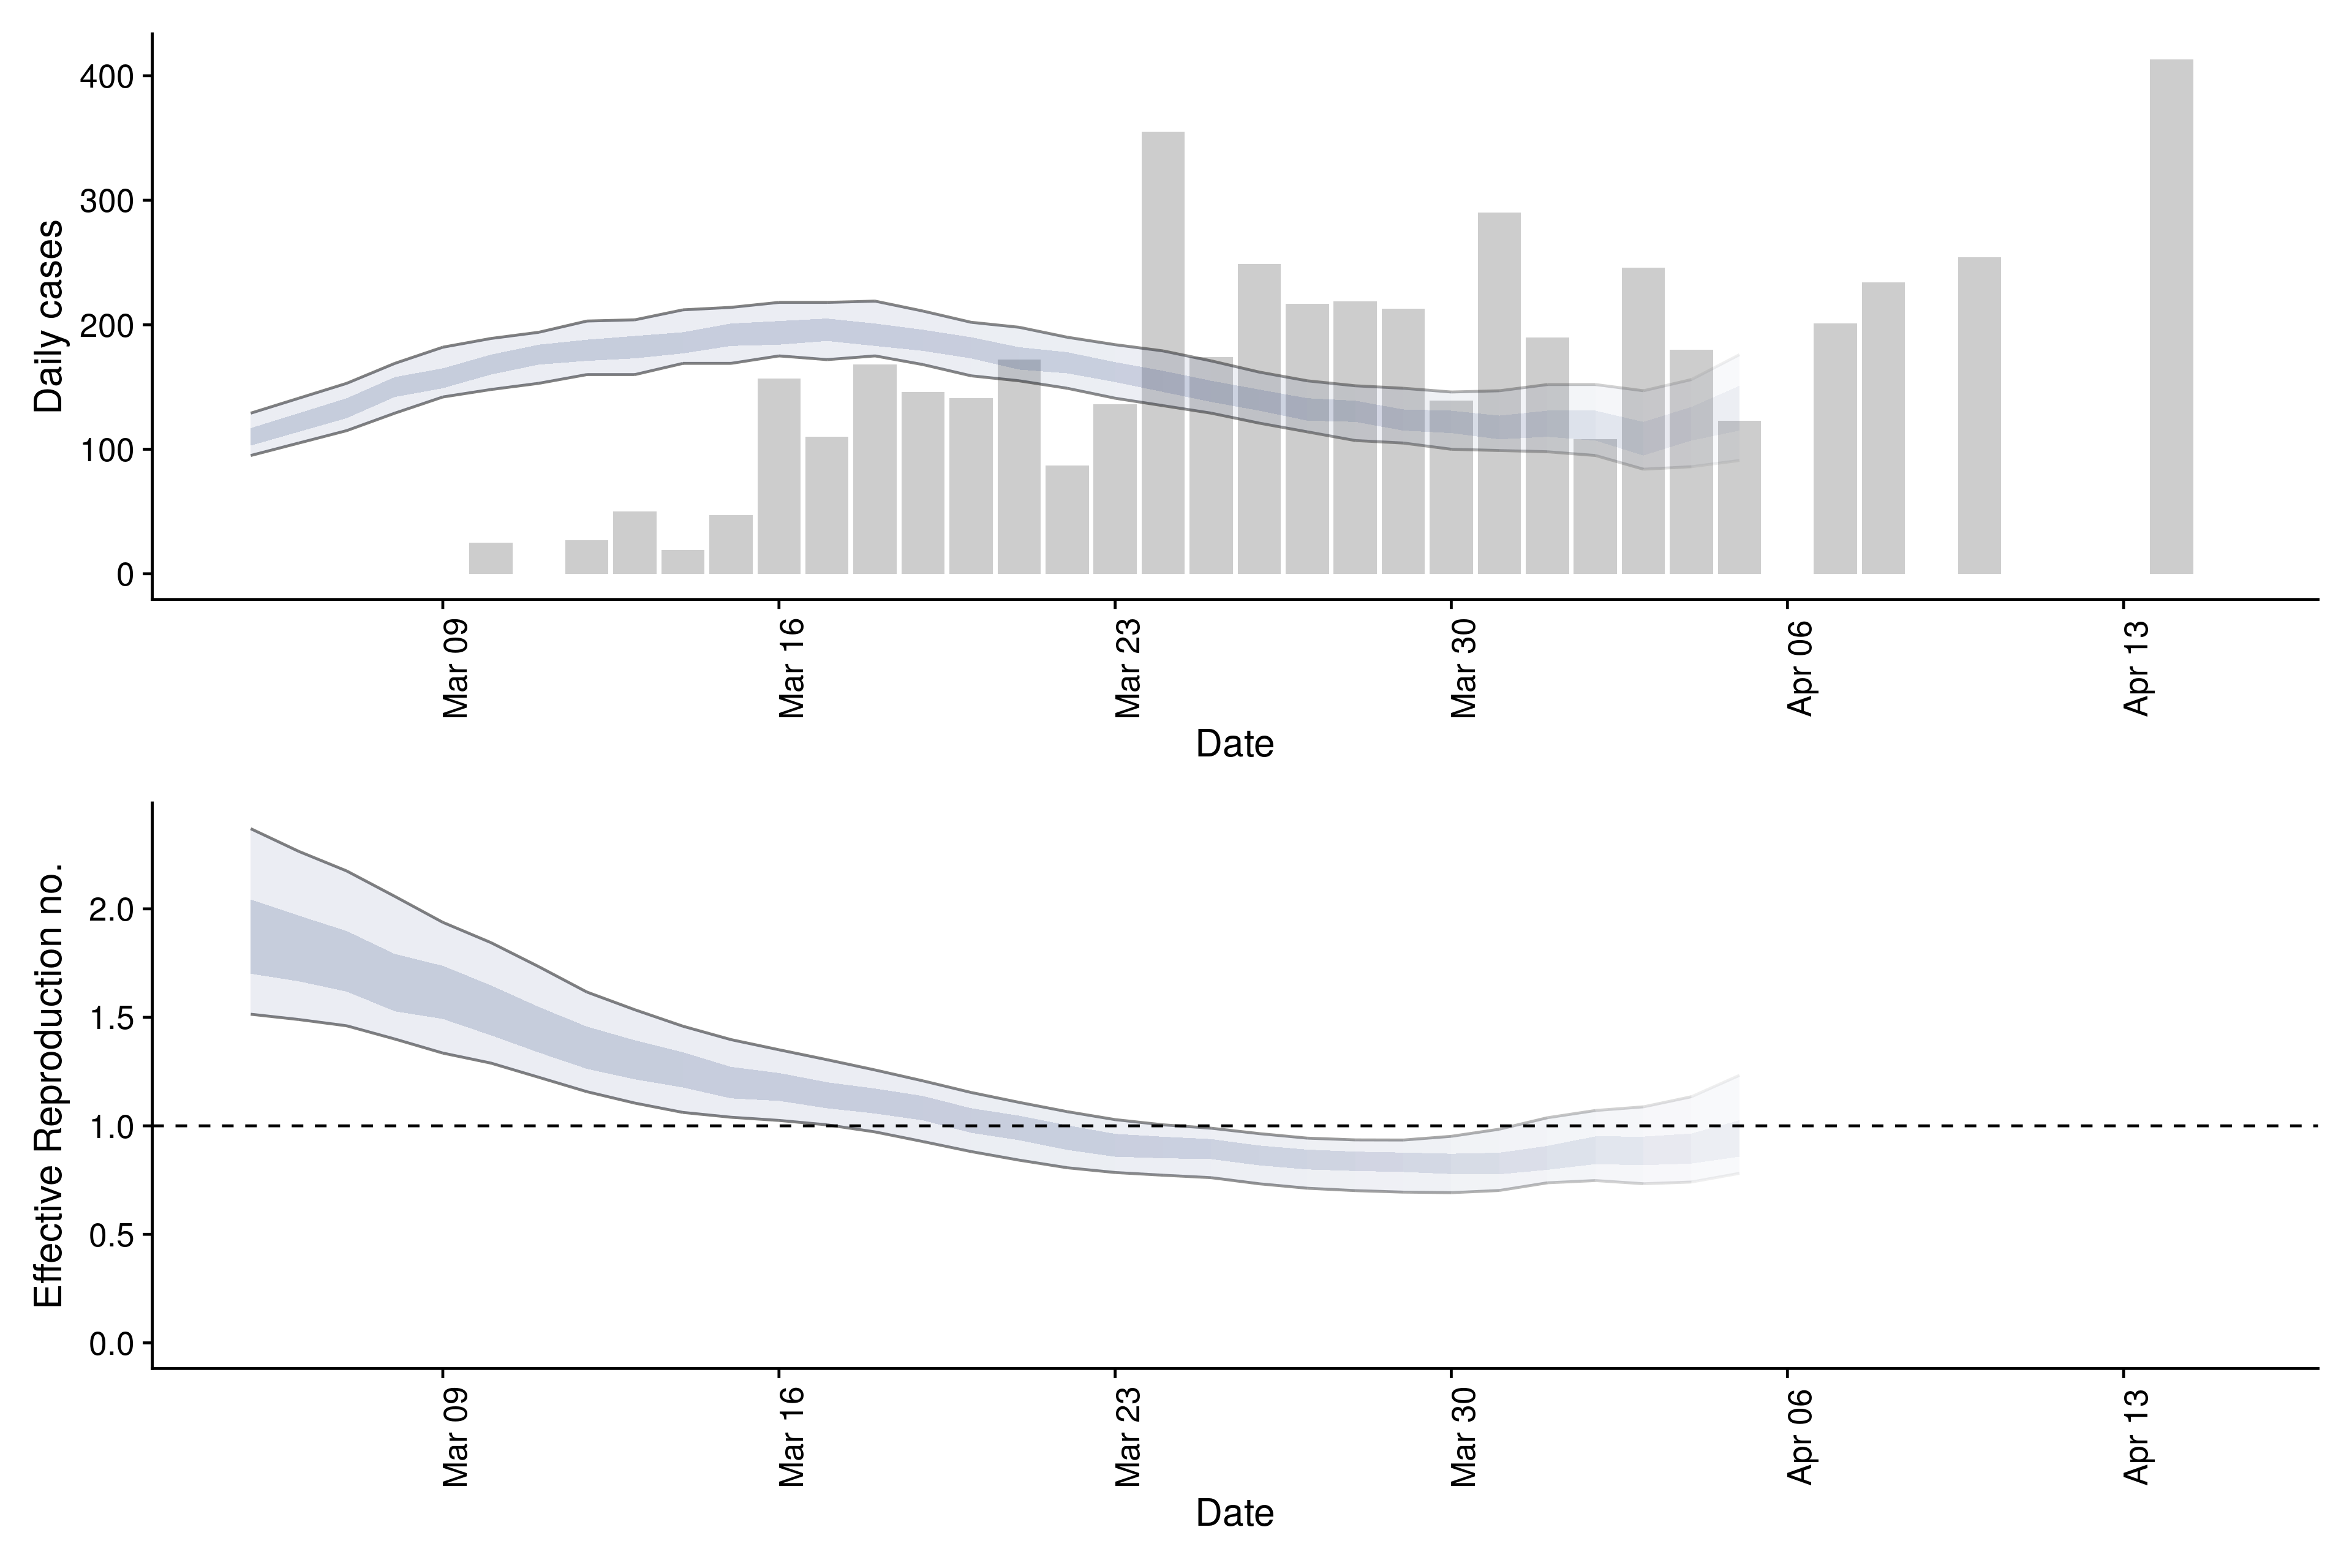 Daily cases
400
300
200
100
0
Mar 09
Mar 16
Mar 23
Mar 30
Apr 06
Apr 13
Date
Effective Reproduction no.
2.0
1.5
1.0
0.5
0.0
Mar 09
Mar 16
Mar 23
Mar 30
Apr 06
Apr 13
Date